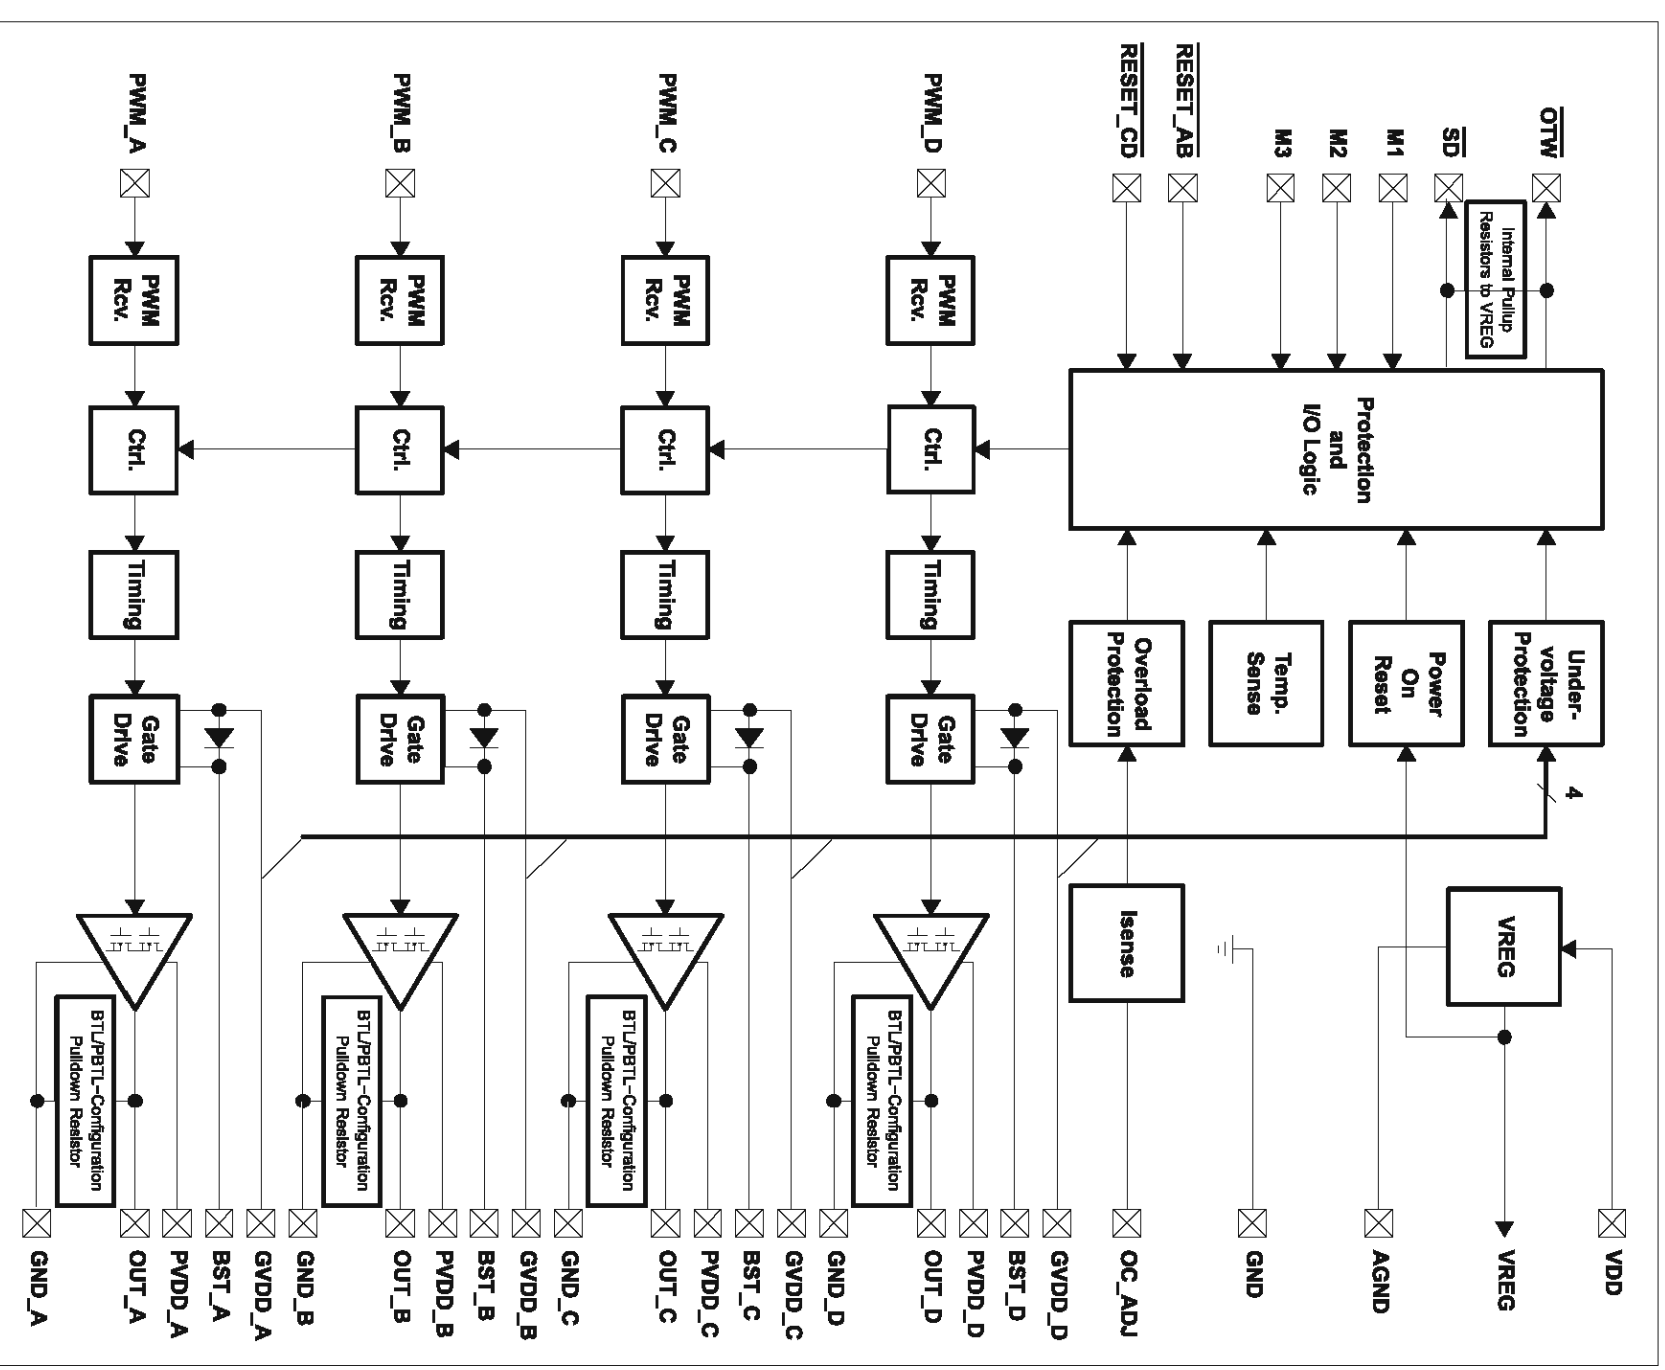 VDD
4
Under-
voltage
Protection
OTW
Internal Pullup
Resistors to VREG
VREG
VREG
SD
Power
On
Reset
M1
Protection
and
I/O Logic
AGND
M2
M3
Temp.
Sense
GND
RESET_AB
Overload
Protection
Isense
RESET_CD
OC_ADJ
GVDD_D
BST_D
PVDD_D
PWM_D
PWM
Rcv.
Ctrl.
Timing
Gate
Drive
OUT_D
BTL/PBTL−Configuration
Pulldown Resistor
GND_D
GVDD_C
BST_C
PVDD_C
PWM_C
PWM
Rcv.
Ctrl.
Timing
Gate
Drive
OUT_C
BTL/PBTL−Configuration
Pulldown Resistor
GND_C
GVDD_B
BST_B
PVDD_B
PWM_B
PWM
Rcv.
Ctrl.
Timing
Gate
Drive
OUT_B
BTL/PBTL−Configuration
Pulldown Resistor
GND_B
GVDD_A
BST_A
PVDD_A
PWM_A
PWM
Rcv.
Ctrl.
Timing
Gate
Drive
OUT_A
BTL/PBTL−Configuration
Pulldown Resistor
GND_A